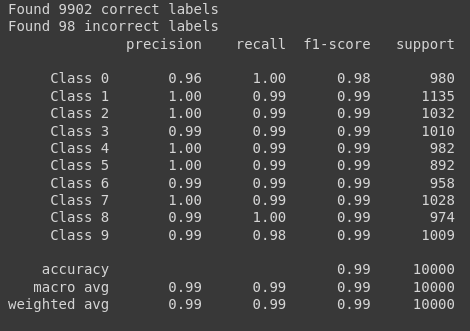 Found 9902 correct labels
Found 98 incorrect labels
precision recall f1-score support
Class 0 0.96 1.00 0.98 980
Class 1 1.00 0.99 0.99 1135
Class 2 1.00 0.99 0.99 1032
Class 3 0.99 0.99 0.99 1010
Class 4 1.00 0.99 0.99 982
Class 5 1.00 0.99 0.99 892
Class 6 0.99 0.99 0.99 958
Class 7 1.00 0.99 0.99 1028
Class 8 0.99 1.00 0.99 974
Class 9 0.99 0.98 0.99 1009
accuracy 0.99 10000
macro avg 0.99 0.99 0.99 10000
weighted avg 0.99 0.99 0.99 10000